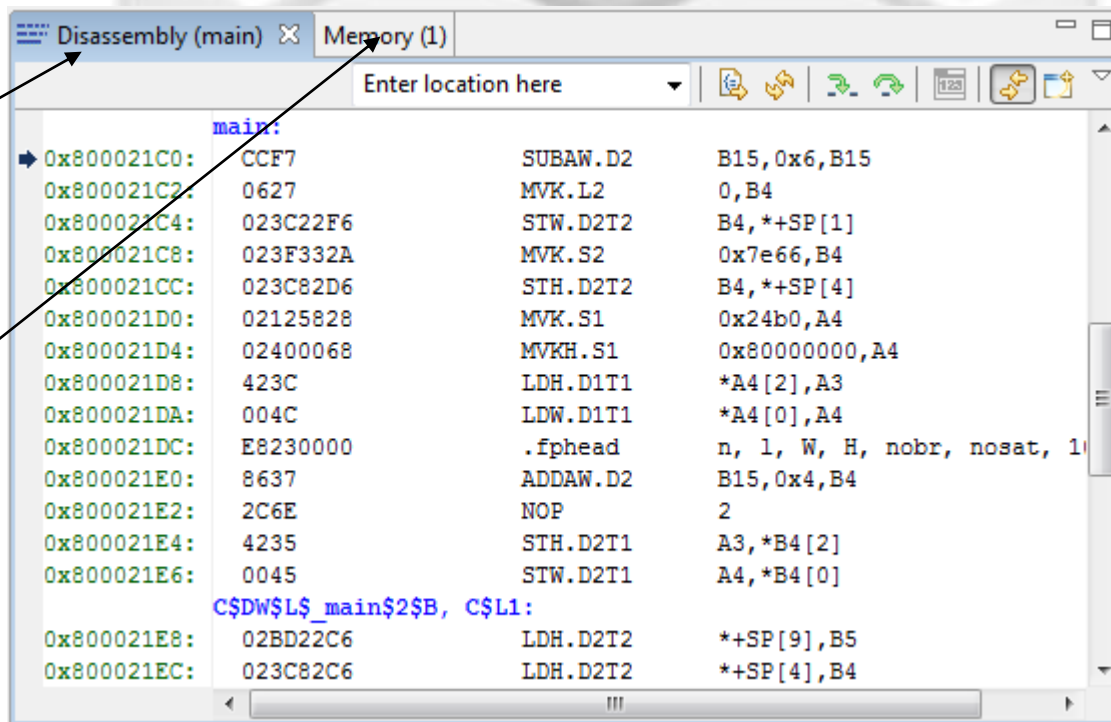 Disassembly (main) Memory (1)
Enter location here
main:
0x800021C0: CCF7 SUBAW.D2 B15,0x6,B15
0x800021C2: 0627 MVK.L2 0,B4
0x800021C4: 023C22F6 STW.D2T2 B4,*+SP[1]
0x800021C8: 023F332A MVK.S2 0x7e66,B4
0x800021CC: 023C82D6 STH.D2T2 B4,*+SP[4]
0x800021D0: 02125828 MVK.S1 0x24b0,A4
0x800021D4: 02400068 MVKH.S1 0x80000000,A4
0x800021D8: 423C LDH.D1T1 *A4[2],A3
0x800021DA: 004C LDW.D1T1 *A4[0],A4
0x800021DC: E8230000 .fphead n, l, W, H, nobr, nosat,
0x800021E0: 8637 ADDAW.D2 B15,0x4,B4
0x800021E2: 2C6E NOP 2
0x800021E4: 4235 STH.D2T1 A3,*B4[2]
0x800021E6: 0045 STW.D2T1 A4,*B4[0]
C$DW$L$_main$2$B, C$L1:
0x800021E8: 02BD22C6 LDH.D2T2 *+SP[9],B5
0x800021EC: 023C82C6 LDH.D2T2 *+SP[4],B4